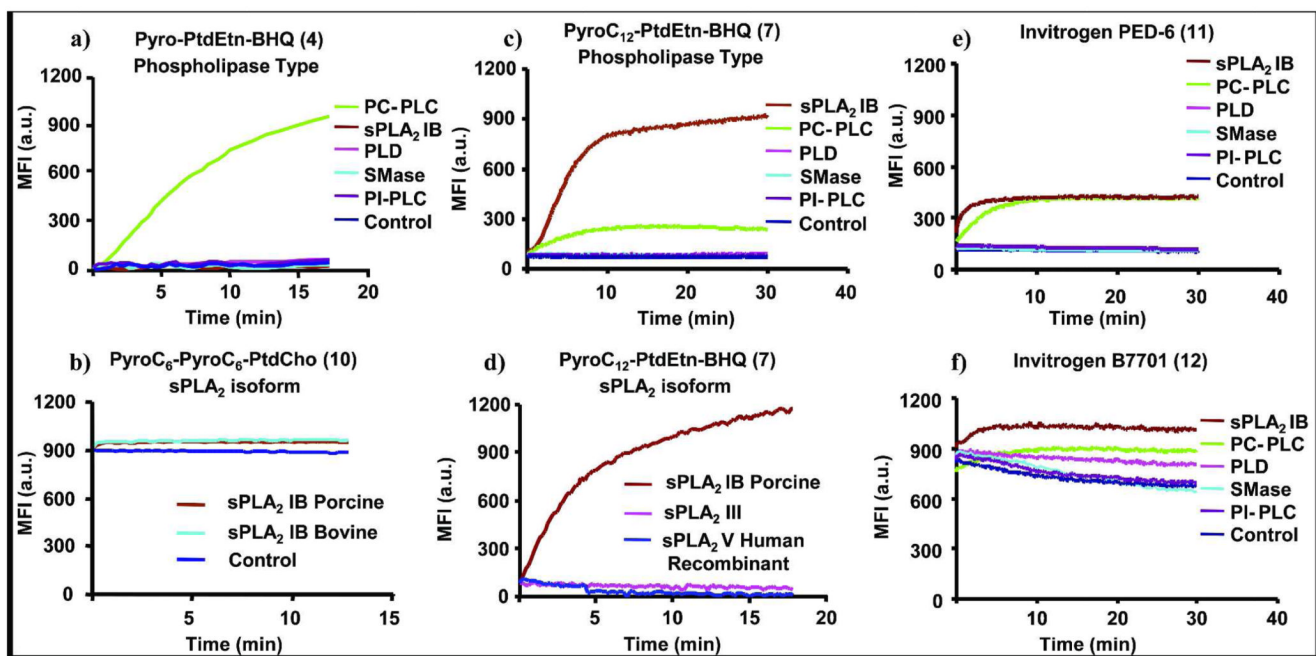 a)
Pyro-PtdEtn-BHQ (4)
Phospholipase Type
1200
900
600
300
0
MFI (a.u.)
5
10
15
20
Time (min)
PC-PLC
sPLA₂ IB
PLD
SMase
PI-PLC
Control
c)
PyroC₁₂-PtdEtn-BHQ (7)
Phospholipase Type
1200
900
600
300
0
MFI (a.u.)
10
20
30
40
Time (min)
sPLA₂ IB
PC-PLC
PLD
SMase
PI-PLC
Control
e)
Invitrogen PED-6 (11)
1200
900
600
300
0
MFI (a.u.)
10
20
30
40
Time (min)
sPLA₂ IB
PC-PLC
PLD
SMase
PI-PLC
Control
b)
PyroC₆-PyroC₆-PtdCho (10)
sPLA₂ isoform
1200
900
600
300
0
MFI (a.u.)
5
10
15
Time (min)
sPLA₂ IB Porcine
sPLA₂ IB Bovine
Control
d)
PyroC₁₂-PtdEtn-BHQ (7)
sPLA₂ isoform
1200
900
600
300
0
MFI (a.u.)
5
10
15
20
Time (min)
sPLA₂ IB Porcine
sPLA₂ III
sPLA₂ V Human
Recombinant
f)
Invitrogen B7701 (12)
1200
900
600
300
0
MFI (a.u.)
10
20
30
40
Time (min)
sPLA₂ IB
PC-PLC
PLD
SMase
PI-PLC
Control